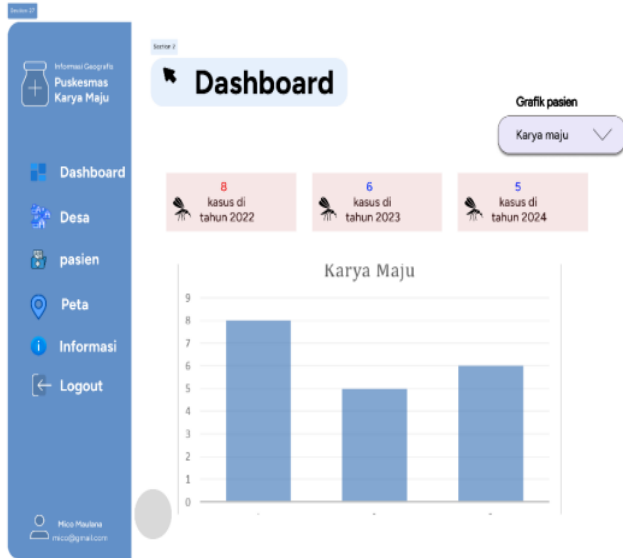 Section 27
Informasi Geografis
Puskesmas
Karya Maju
Dashboard
Desa
pasien
Peta
Informasi
Logout
Mico Maulana
mico@gmail.com
Section 2
Dashboard
Grafik pasien
Karya maju
8
kasus di
tahun 2022
6
kasus di
tahun 2023
5
kasus di
tahun 2024
Karya Maju
9
8
7
6
5
4
3
2
1
0